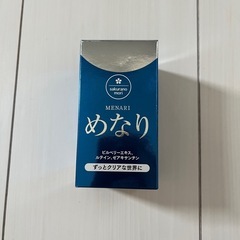 sakurano
mori
MENARI
めなり
ビルベリーエキス、
ルテイン、ゼアキサンチン
ずっとクリアな世界に